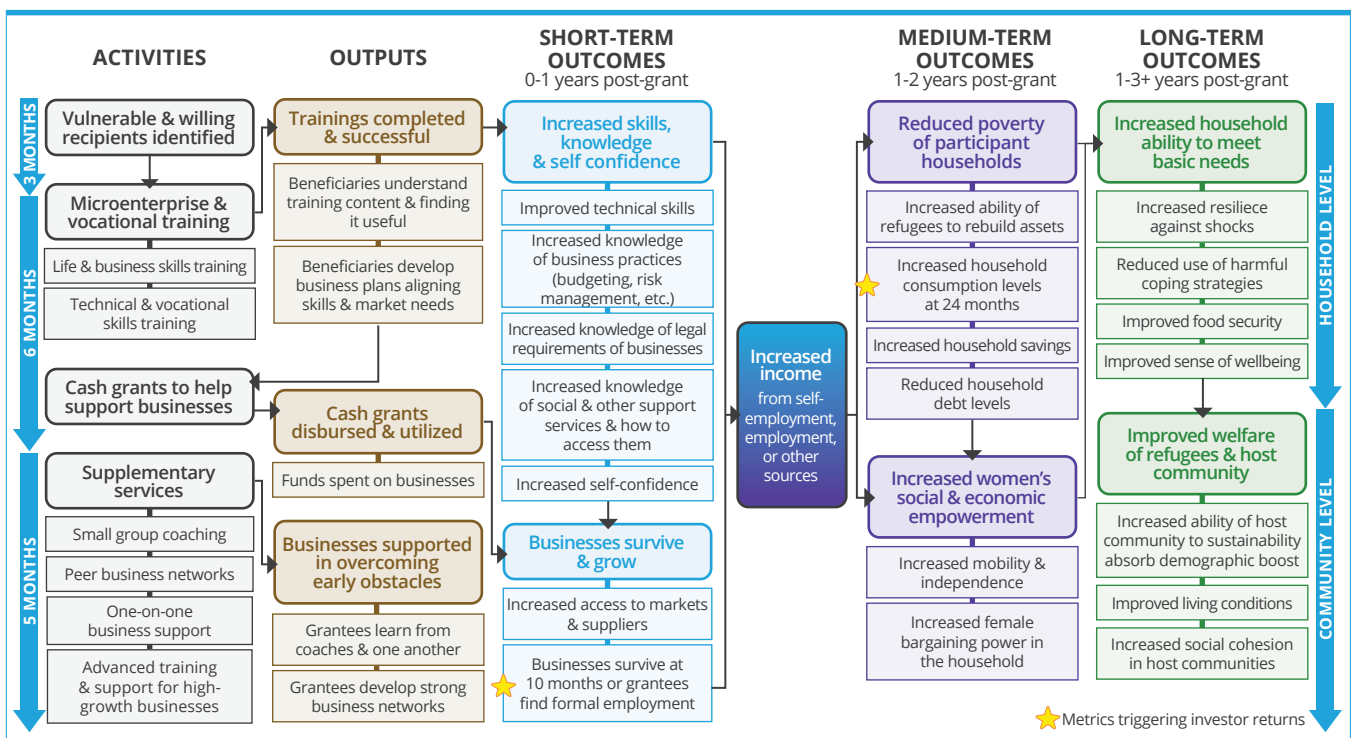 ACTIVITIES
3 MONTHS
Vulnerable & willing
recipients identified
6 MONTHS
Microenterprise &
vocational training
Life & business skills training
Technical & vocational
skills training
Cash grants to help
support businesses
5 MONTHS
Supplementary
services
Small group coaching
Peer business networks
One-on-one
business support
Advanced training
& support for high-
growth businesses
OUTPUTS
Trainings completed
& successful
Beneficiaries understand
training content & finding
it useful
Beneficiaries develop
business plans aligning
skills & market needs
Cash grants
disbursed & utilized
Funds spent on businesses
Businesses supported
in overcoming
early obstacles
Grantees learn from
coaches & one another
Grantees develop strong
business networks
SHORT-TERM
OUTCOMES
0-1 years post-grant
Increased skills,
knowledge
& self confidence
Improved technical skills
Increased knowledge
of business practices
(budgeting, risk
management, etc.)
Increased knowledge of legal
requirements of businesses
Increased knowledge
of social & other support
services & how to
access them
Increased self-confidence
Businesses survive
& grow
Increased access to markets
& suppliers
Businesses survive at
10 months or grantees
find formal employment
Increased
income
from self-
employment,
employment,
or other
sources
MEDIUM-TERM
OUTCOMES
1-2 years post-grant
Reduced poverty
of participant
households
Increased ability of
refugees to rebuild assets
Increased household
consumption levels
at 24 months
Increased household savings
Reduced household
debt levels
Increased women's
social & economic
empowerment
Increased mobility &
independence
Increased female
bargaining power in
the household
LONG-TERM
OUTCOMES
1-3+ years post-grant
HOUSEHOLD LEVEL
Increased household
ability to meet
basic needs
Increased resiliece
against shocks
Reduced use of harmful
coping strategies
Improved food security
Improved sense of wellbeing
COMMUNITY LEVEL
Improved welfare
of refugees & host
community
Increased ability of host
community to sustainability
absorb demographic boost
Improved living conditions
Increased social cohesion
in host communities
Metrics triggering investor returns